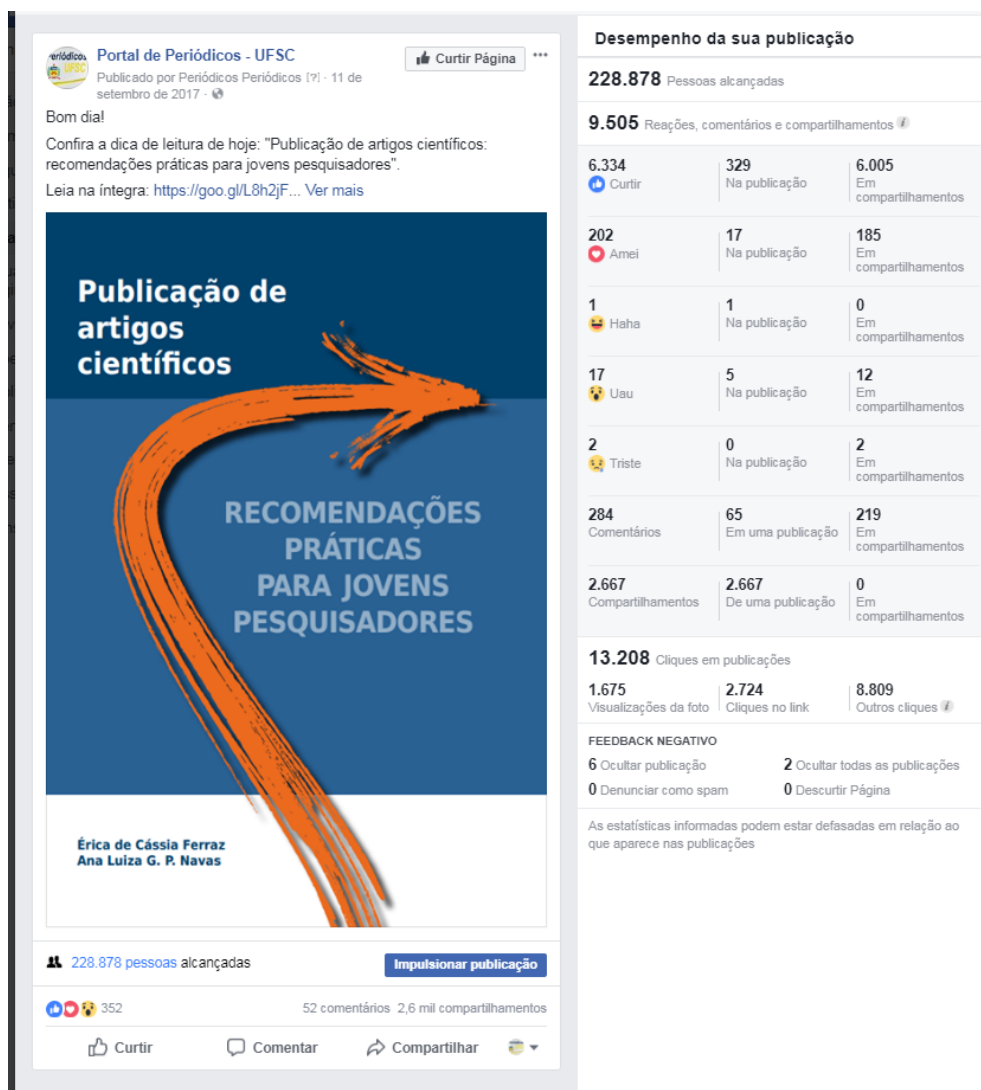 Portal de Periódicos - UFSC
Curtir Página
Publicado por Periódicos Periódicos [?] · 11 de
setembro de 2017 ·
Bom dia!
Confira a dica de leitura de hoje: "Publicação de artigos científicos:
recomendações práticas para jovens pesquisadores".
Leia na íntegra: https://goo.gl/L8h2jF... Ver mais
Publicação de
artigos
científicos
RECOMENDAÇÕES
PRÁTICAS
PARA JOVENS
PESQUISADORES
Érica de Cássia Ferraz
Ana Luiza G. P. Navas
228.878 pessoas alcançadas
Impulsionar publicação
352
52 comentários 2,6 mil compartilhamentos
Curtir Comentar Compartilhar
Desempenho da sua publicação
228.878 Pessoas alcançadas
9.505 Reações, comentários e compartilhamentos
6.334 329 6.005
Curtir Na publicação Em
compartilhamentos
202 17 185
Amei Na publicação Em
compartilhamentos
1 1 0
Haha Na publicação Em
compartilhamentos
17 5 12
Uau Na publicação Em
compartilhamentos
2 0 2
Triste Na publicação Em
compartilhamentos
284 65 219
Comentários Em uma publicação Em
compartilhamentos
2.667 2.667 0
Compartilhamentos De uma publicação Em
compartilhamentos
13.208 Cliques em publicações
1.675 2.724 8.809
Visualizações da foto Cliques no link Outros cliques
FEEDBACK NEGATIVO
6 Ocultar publicação 2 Ocultar todas as publicações
0 Denunciar como spam 0 Descurtir Página
As estatísticas informadas podem estar defasadas em relação ao
que aparece nas publicações